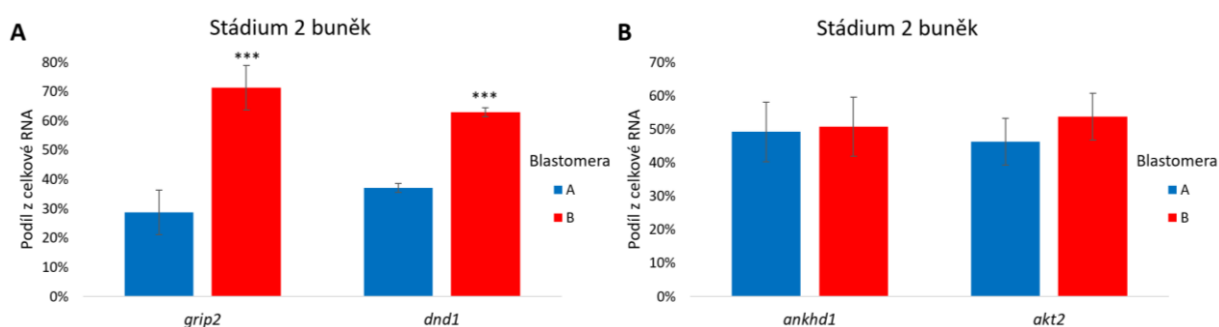 A
Stádium 2 buněk
Podíl z celkové RNA
80%
70%
60%
50%
40%
30%
20%
10%
0%
***
***
grip2
dnd1
Blastomera
A
B
B
Stádium 2 buněk
Podíl z celkové RNA
70%
60%
50%
40%
30%
20%
10%
0%
ankhd1
akt2
Blastomera
A
B